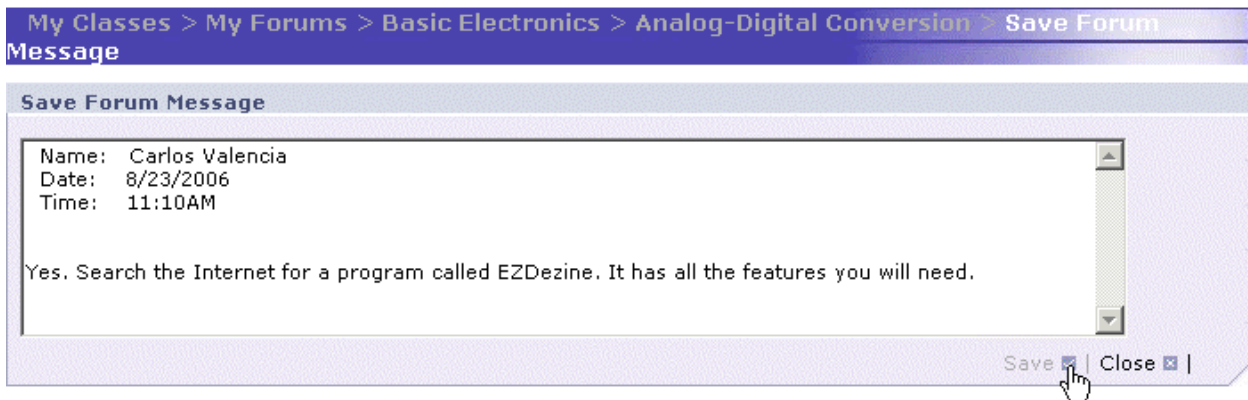 My Classes > My Forums > Basic Electronics > Analog-Digital Conversion > Save Forum
Message
Save Forum Message
Name: Carlos Valencia
Date: 8/23/2006
Time: 11:10AM
Yes. Search the Internet for a program called EZDezine. It has all the features you will need.
Save | Close |